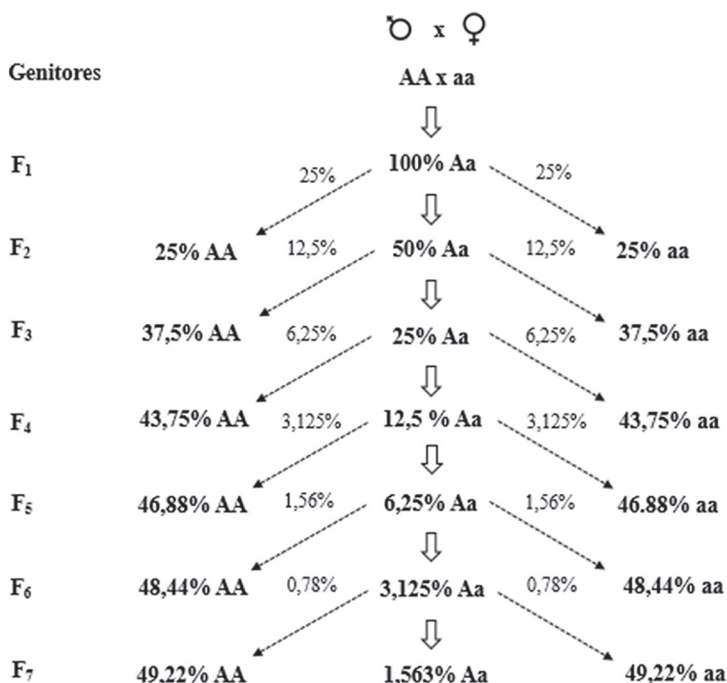 ♂ x ♀
Genitores AA x aa
F₁ 25% 100% Aa 25%
F₂ 25% AA 12,5% 50% Aa 12,5% 25% aa
F₃ 37,5% AA 6,25% 25% Aa 6,25% 37,5% aa
F₄ 43,75% AA 3,125% 12,5 % Aa 3,125% 43,75% aa
F₅ 46,88% AA 1,56% 6,25% Aa 1,56% 46.88% aa
F₆ 48,44% AA 0,78% 3,125% Aa 0,78% 48,44% aa
F₇ 49,22% AA 1,563% Aa 49,22% aa